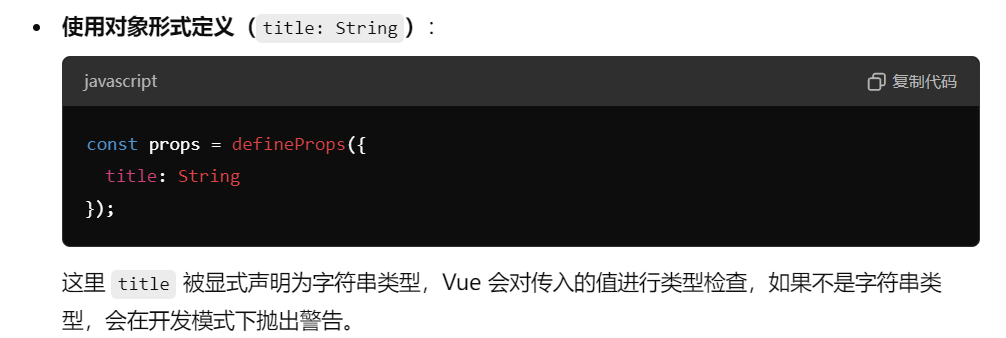 使用对象形式定义（title: String）：
javascript 复制代码
const props = defineProps({
  title: String
});
这里 title 被显式声明为字符串类型，Vue 会对传入的值进行类型检查，如果不是字符串类
型，会在开发模式下抛出警告。